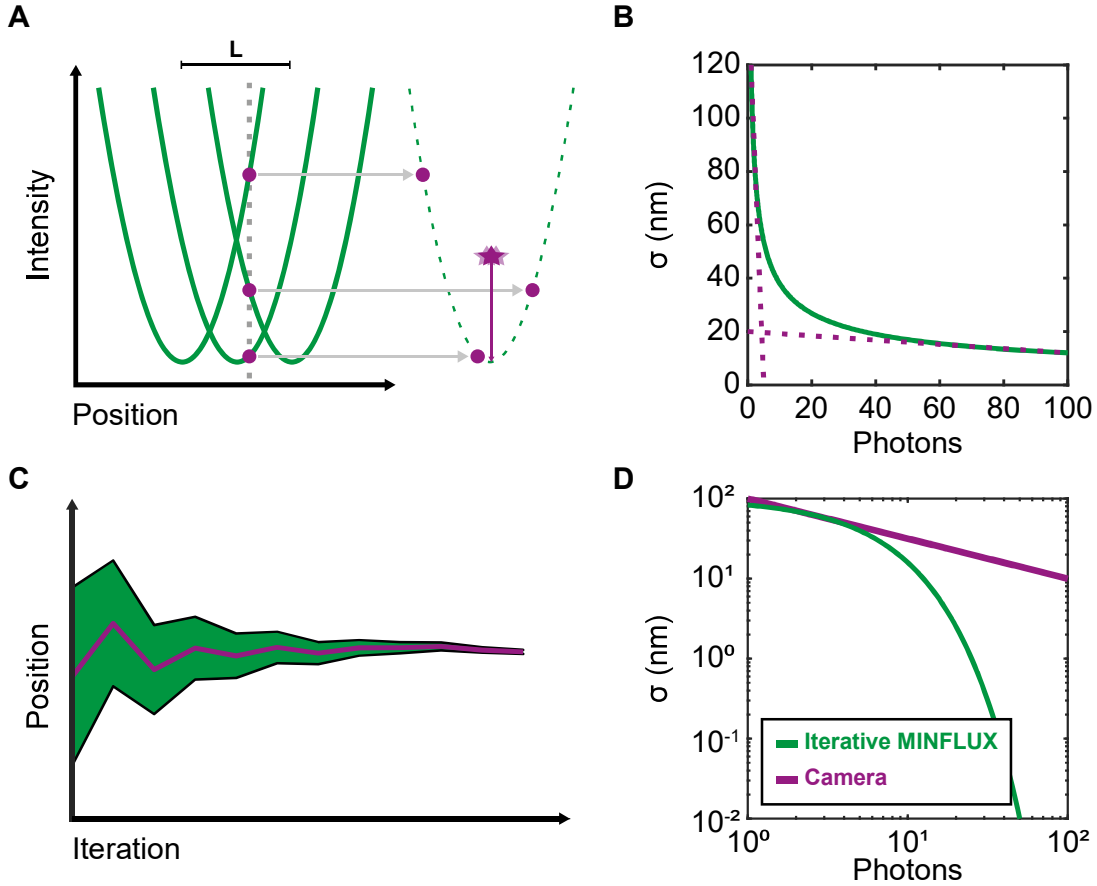 A
L
Intensity
Position
B
120
100
80
60
40
20
0
σ (nm)
0 20 40 60 80 100
Photons
C
Position
Iteration
D
10²
10¹
10⁰
10⁻¹
10⁻²
σ (nm)
Iterative MINFLUX
Camera
10⁰ 10¹ 10²
Photons